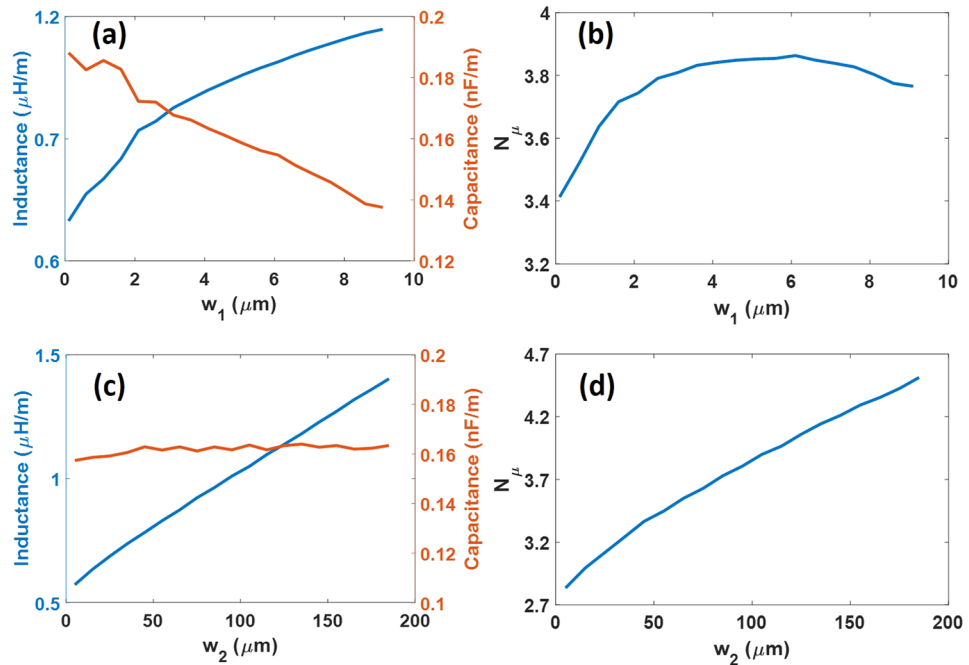 (a)
1.2
0.7
0.6
Inductance (μH/m)
0.2
0.18
0.16
0.14
0.12
Capacitance (nF/m)
0 2 4 6 8 10
w1 (μm)
(b)
4
3.8
3.6
3.4
3.2
Nμ
0 2 4 6 8 10
w1 (μm)
(c)
1.5
1
0.5
Inductance (μH/m)
0.2
0.18
0.16
0.14
0.12
0.1
Capacitance (nF/m)
0 50 100 150 200
w2 (μm)
(d)
4.7
4.2
3.7
3.2
2.7
Nμ
0 50 100 150 200
w2 (μm)